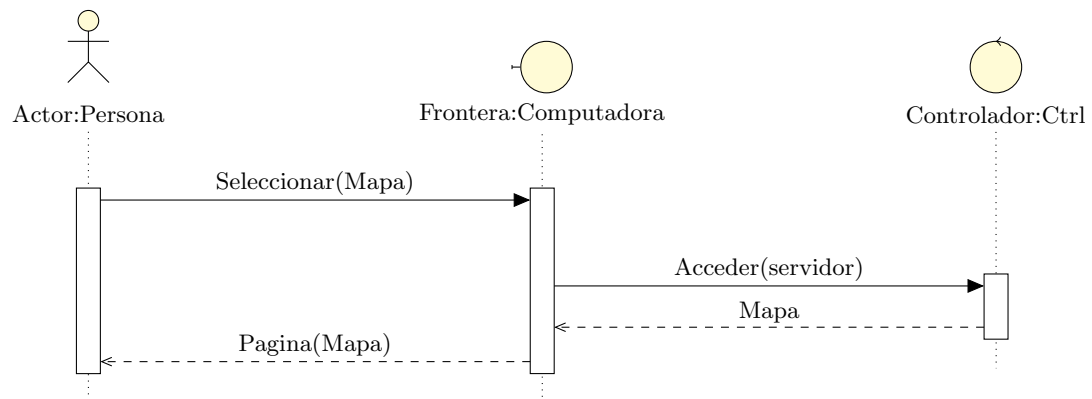 Actor:Persona
Frontera:Computadora
Controlador:Ctrl
Seleccionar(Mapa)
Acceder(servidor)
Mapa
Pagina(Mapa)